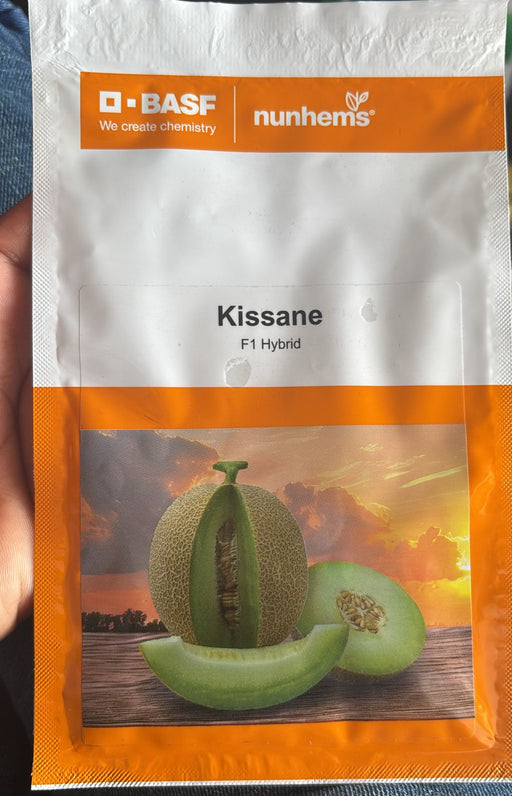 BASF
We create chemistry
nunhems®
Kissane
F1 Hybrid